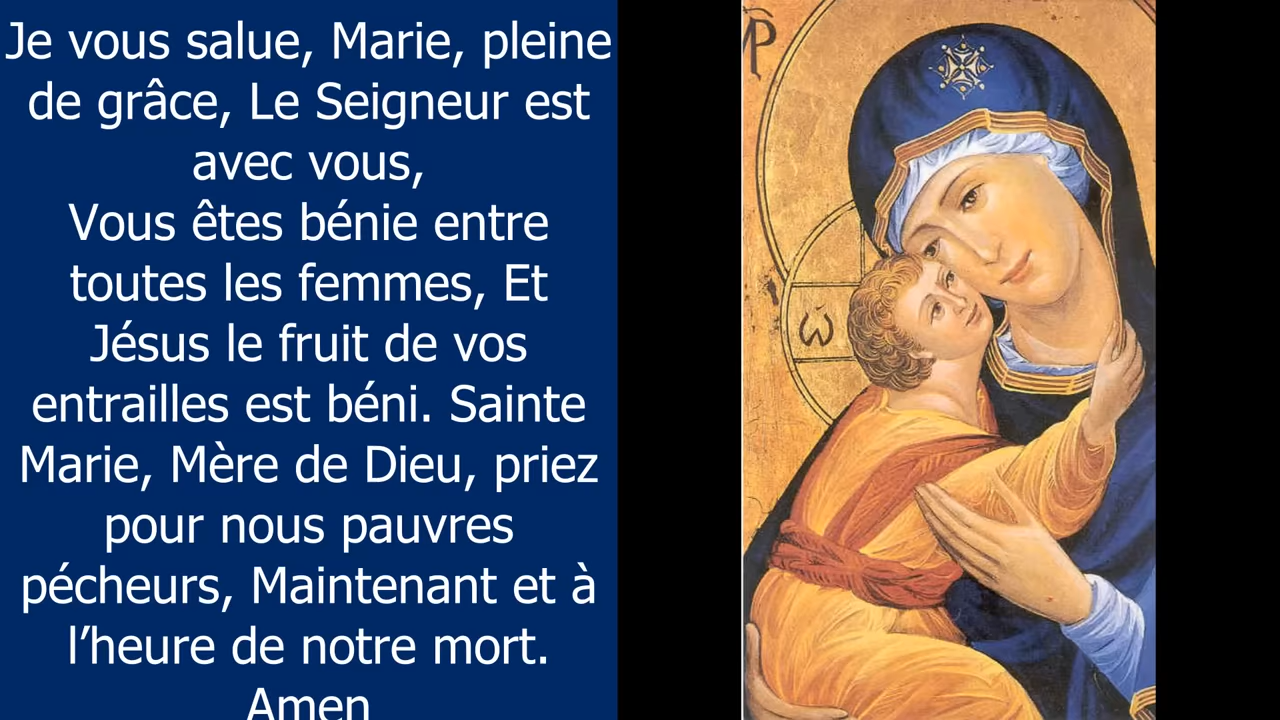 Je vous salue, Marie, pleine
de grâce, Le Seigneur est
avec vous,
Vous êtes bénie entre
toutes les femmes, Et
Jésus le fruit de vos
entrailles est béni. Sainte
Marie, Mère de Dieu, priez
pour nous pauvres
pécheurs, Maintenant et à
l’heure de notre mort.
Amen
ω